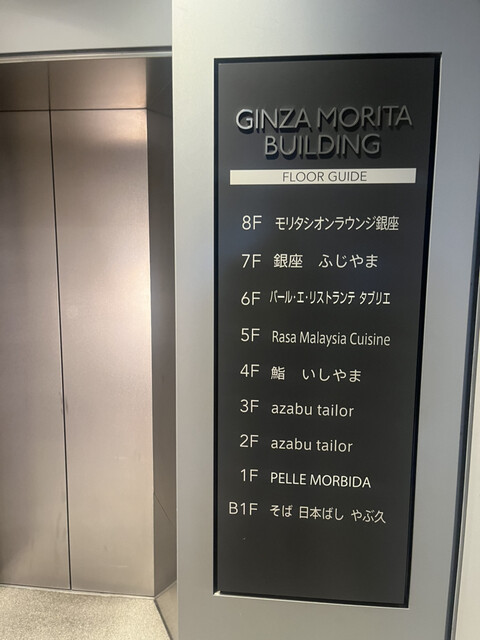 GINZA MORITA
BUILDING
FLOOR GUIDE
8F モリタシオンラウンジ銀座
7F 銀座 ふじやま
6F バール・エ・リストランテ タブリエ
5F Rasa Malaysia Cuisine
4F 鮨 いしやま
3F azabu tailor
2F azabu tailor
1F PELLE MORBIDA
B1F そば 日本ばし やぶ久